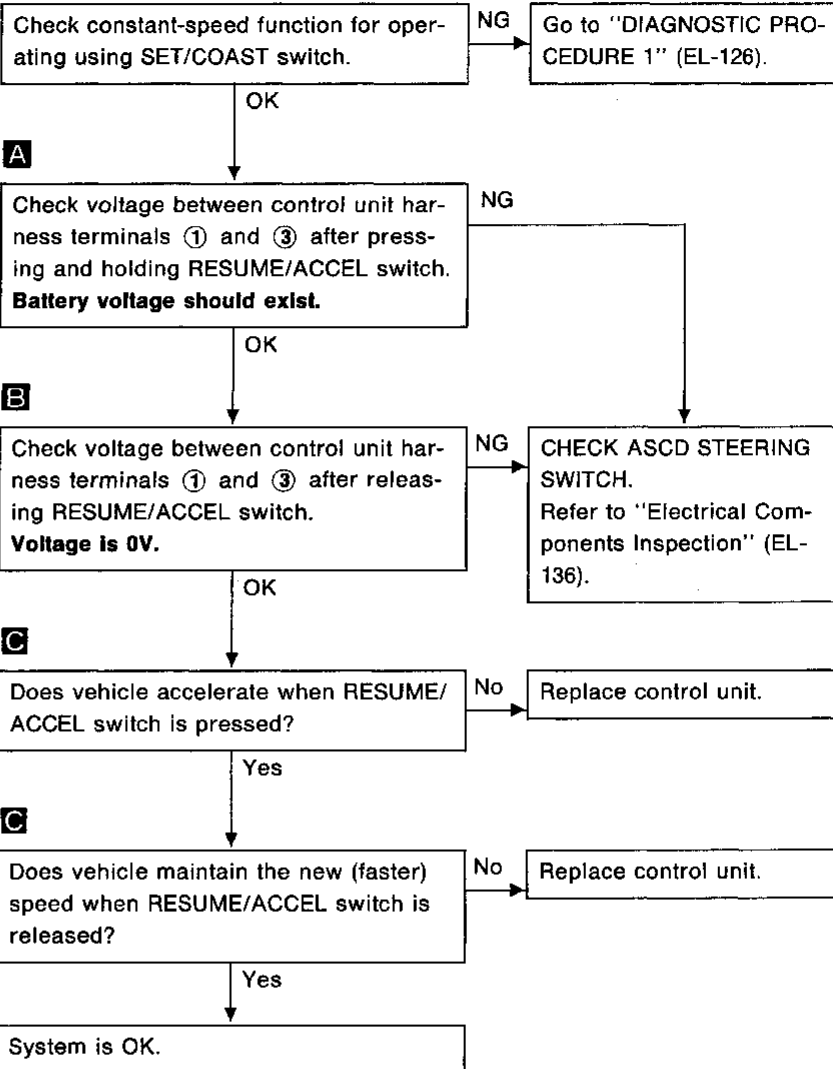 Check constant-speed function for oper-
ating using SET/COAST switch.
NG
Go to "DIAGNOSTIC PRO-
CEDURE 1" (EL-126).
OK
A
Check voltage between control unit har-
ness terminals ① and ③ after press-
ing and holding RESUME/ACCEL switch.
Battery voltage should exist.
NG
OK
B
Check voltage between control unit har-
ness terminals ① and ③ after releas-
ing RESUME/ACCEL switch.
Voltage is 0V.
NG
CHECK ASCD STEERING
SWITCH.
Refer to "Electrical Com-
ponents Inspection" (EL-
136).
OK
C
Does vehicle accelerate when RESUME/
ACCEL switch is pressed?
No
Replace control unit.
Yes
C
Does vehicle maintain the new (faster)
speed when RESUME/ACCEL switch is
released?
No
Replace control unit.
Yes
System is OK.